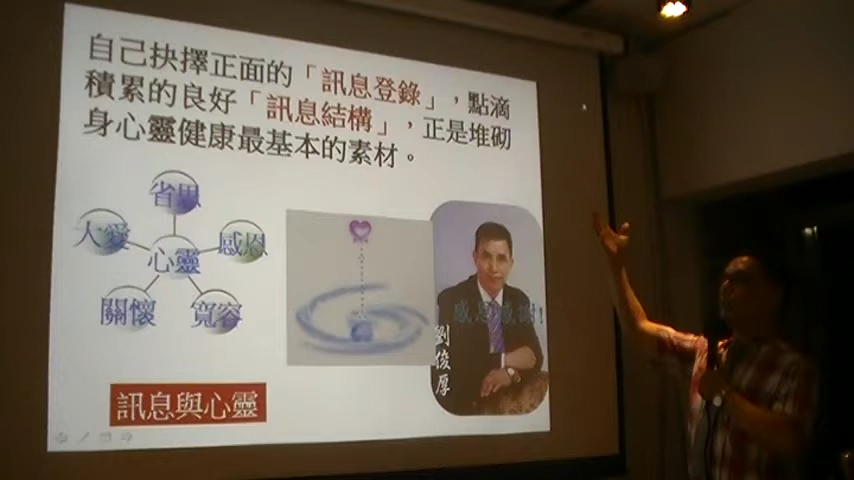 自己抉擇正面的「訊息登錄」，點滴
積累的良好「訊息結構」，正是堆砌
身心靈健康最基本的素材。
省思
人愛
感恩
心靈
關懷
寬容
感恩感謝!
劉俊厚
訊息與心靈